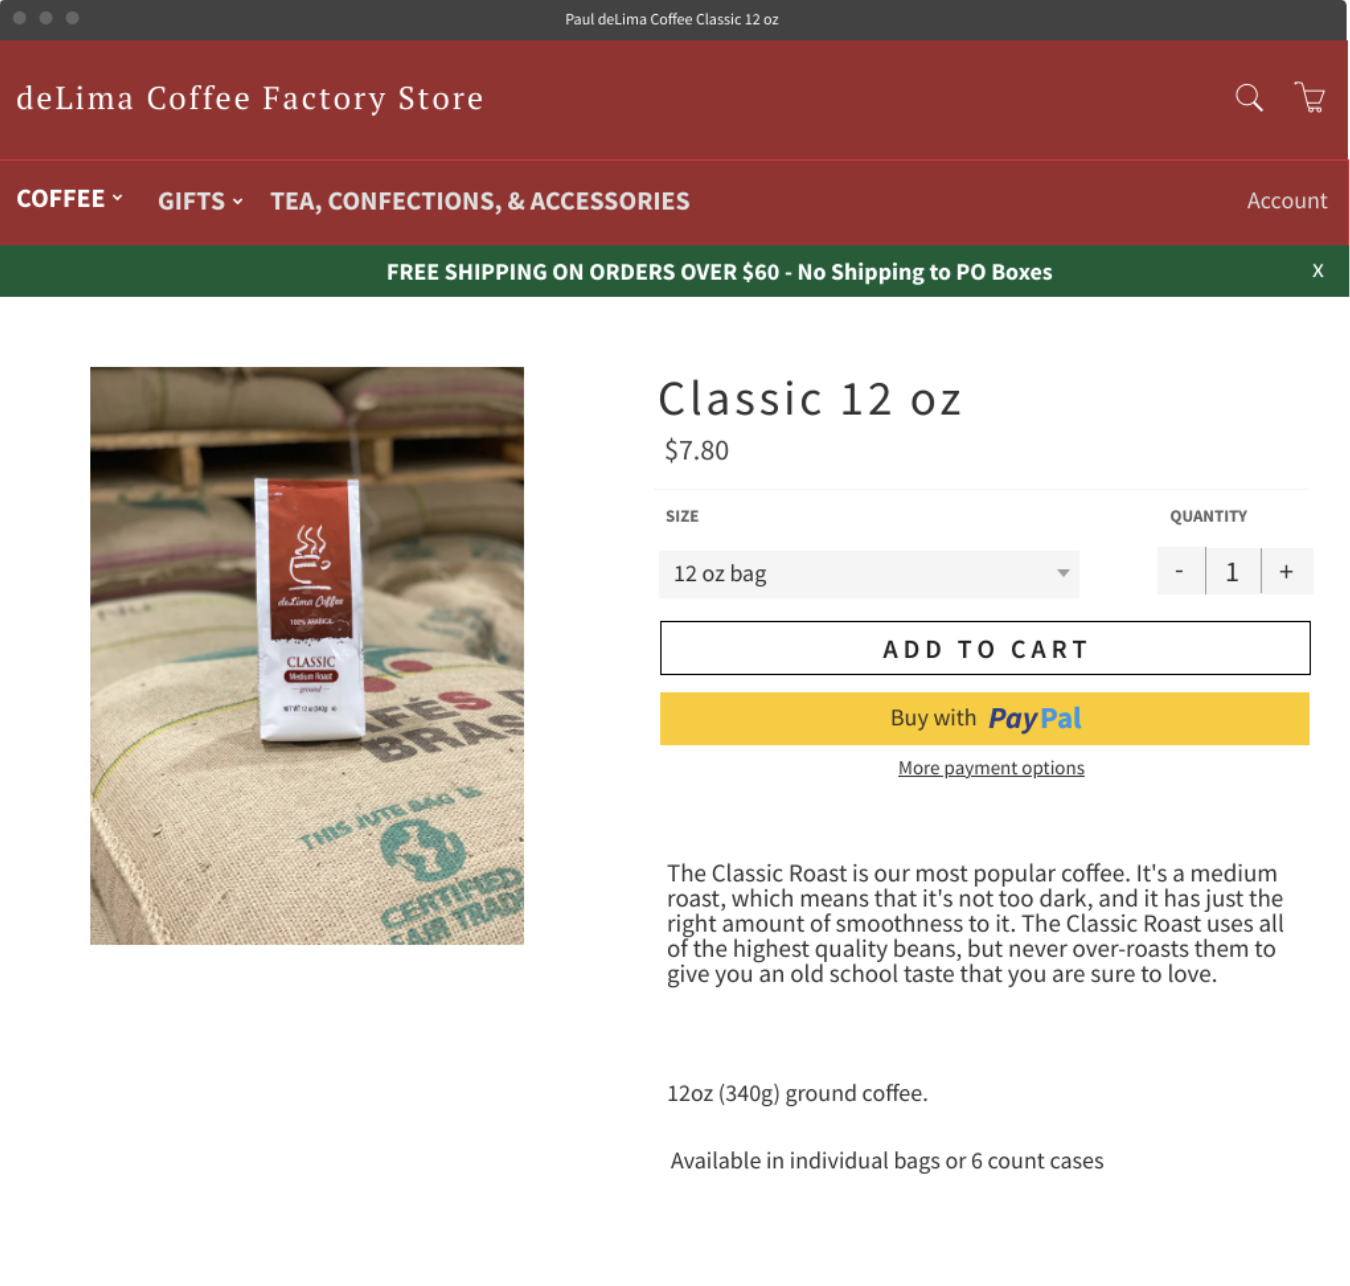 Paul deLima Coffee Classic 12 oz
deLima Coffee Factory Store
COFFEE
GIFTS
TEA, CONFECTIONS, & ACCESSORIES
Account
FREE SHIPPING ON ORDERS OVER $60 - No Shipping to PO Boxes
X
deLima Coffee
100% ARABICA
CLASSIC
Medium Roast
ground
NET WT 12 oz (340g)
FÉS
BRAS
THIS JUTE BAG IS
CERTIFIED
FAIR TRADE
Classic 12 oz
$7.80
SIZE
QUANTITY
12 oz bag
- 1 +
ADD TO CART
Buy with PayPal
More payment options
The Classic Roast is our most popular coffee. It's a medium
roast, which means that it's not too dark, and it has just the
right amount of smoothness to it. The Classic Roast uses all
of the highest quality beans, but never over-roasts them to
give you an old school taste that you are sure to love.
12oz (340g) ground coffee.
Available in individual bags or 6 count cases